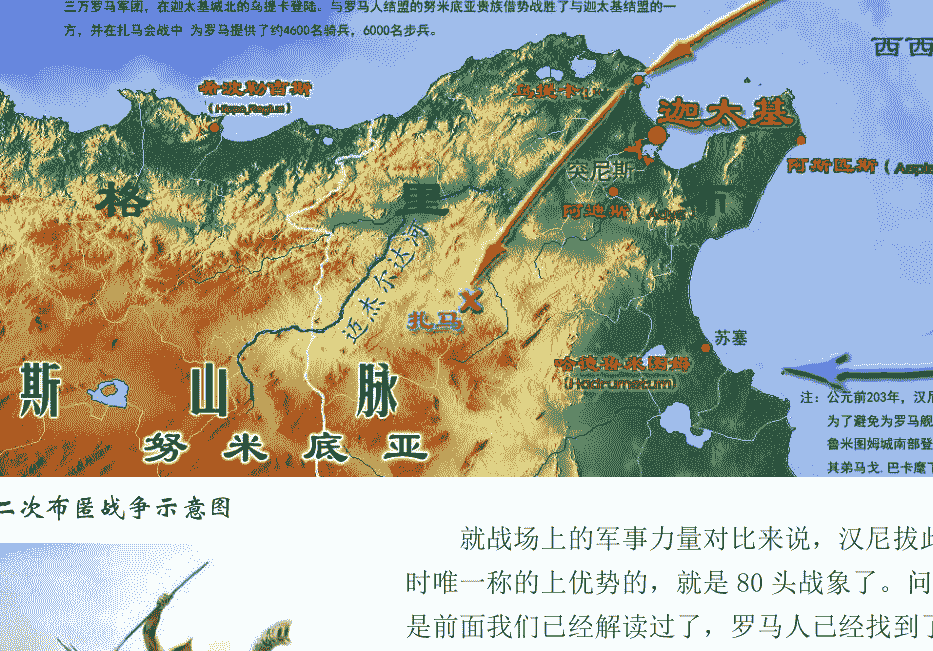 三万罗马军团,在迦太基城北的乌提卡登陆。与罗马人结盟的努米底亚贵族借势战胜了与迦太基结盟的一
方,并在扎马会战中 为罗马提供了约4600名骑兵,6000名步兵。
西西
希波勒吉斯
(Hippo Regius)
乌提卡
迦太基
突尼斯
阿斯匹斯(Aspi
阿迪斯(Adys
格 里 布
迈杰尔达河
扎马
苏塞
哈德鲁米图姆
(Hadrumetum)
斯 山 脉
努米底亚
注:公元前203年,汉尼
为了避免为罗马舰
鲁米图姆城南部登
其弟马戈.巴卡麾下
二次布匿战争示意图
就战场上的军事力量对比来说,汉尼拔此
时唯一称的上优势的,就是 80 头战象了。问
是前面我们已经解读过了,罗马人已经找到了